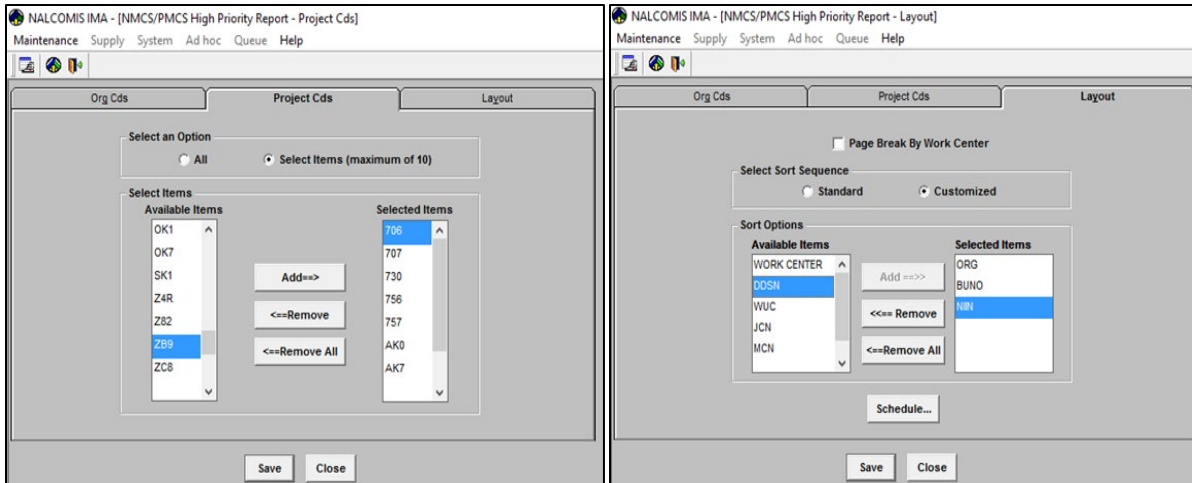 NALCOMIS IMA - [NMCS/PMCS High Priority Report - Project Cds]
Maintenance Supply System Ad hoc Queue Help
Org Cds Project Cds Layout
Select an Option
All Select Items (maximum of 10)
Select Items
Available Items Selected Items
OK1 706
OK7 707
SK1 Add==> 730
Z4R 756
Z82 <==Remove 757
ZB9 <==Remove All AK0
ZC8 AK7
Save Close
NALCOMIS IMA - [NMCS/PMCS High Priority Report - Layout]
Maintenance Supply System Ad hoc Queue Help
Org Cds Project Cds Layout
Page Break By Work Center
Select Sort Sequence
Standard Customized
Sort Options
Available Items Selected Items
WORK CENTER Add ==>> ORG
DDSN BUNO
WUC <<== Remove NIIN
JCN
MCN <==Remove All
Schedule...
Save Close